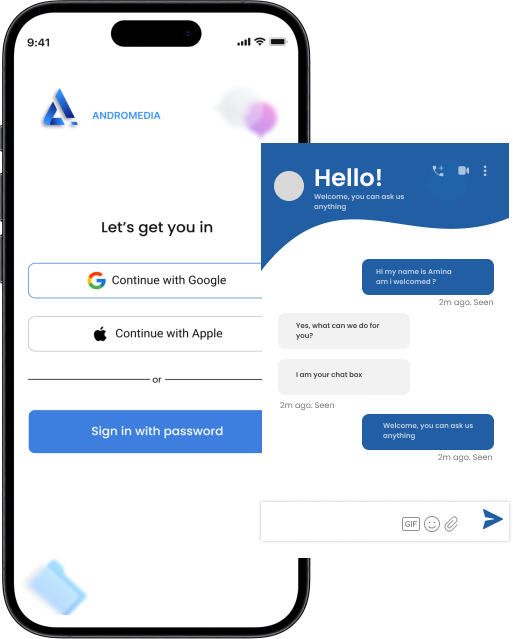 9:41
ANDROMEDIA
Let's get you in
Continue with Google
Continue with Apple
or
Sign in with password
Hello!
Welcome, you can ask us
anything
Hi my name is Amina
am i welcomed ?
2m ago. Seen
Yes, what can we do for
you?
I am your chat box
2m ago. Seen
Welcome, you can ask us
anything
2m ago. Seen
GIF